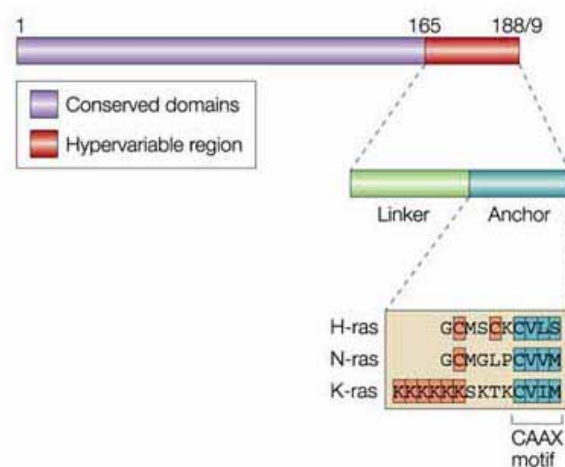 1 165 188/9
Conserved domains
Hypervariable region
Linker Anchor
H-ras GCMSCKCVLS
N-ras GCMGLPCVVM
K-ras KKKKKKSKTKCVIM
CAAX
motif